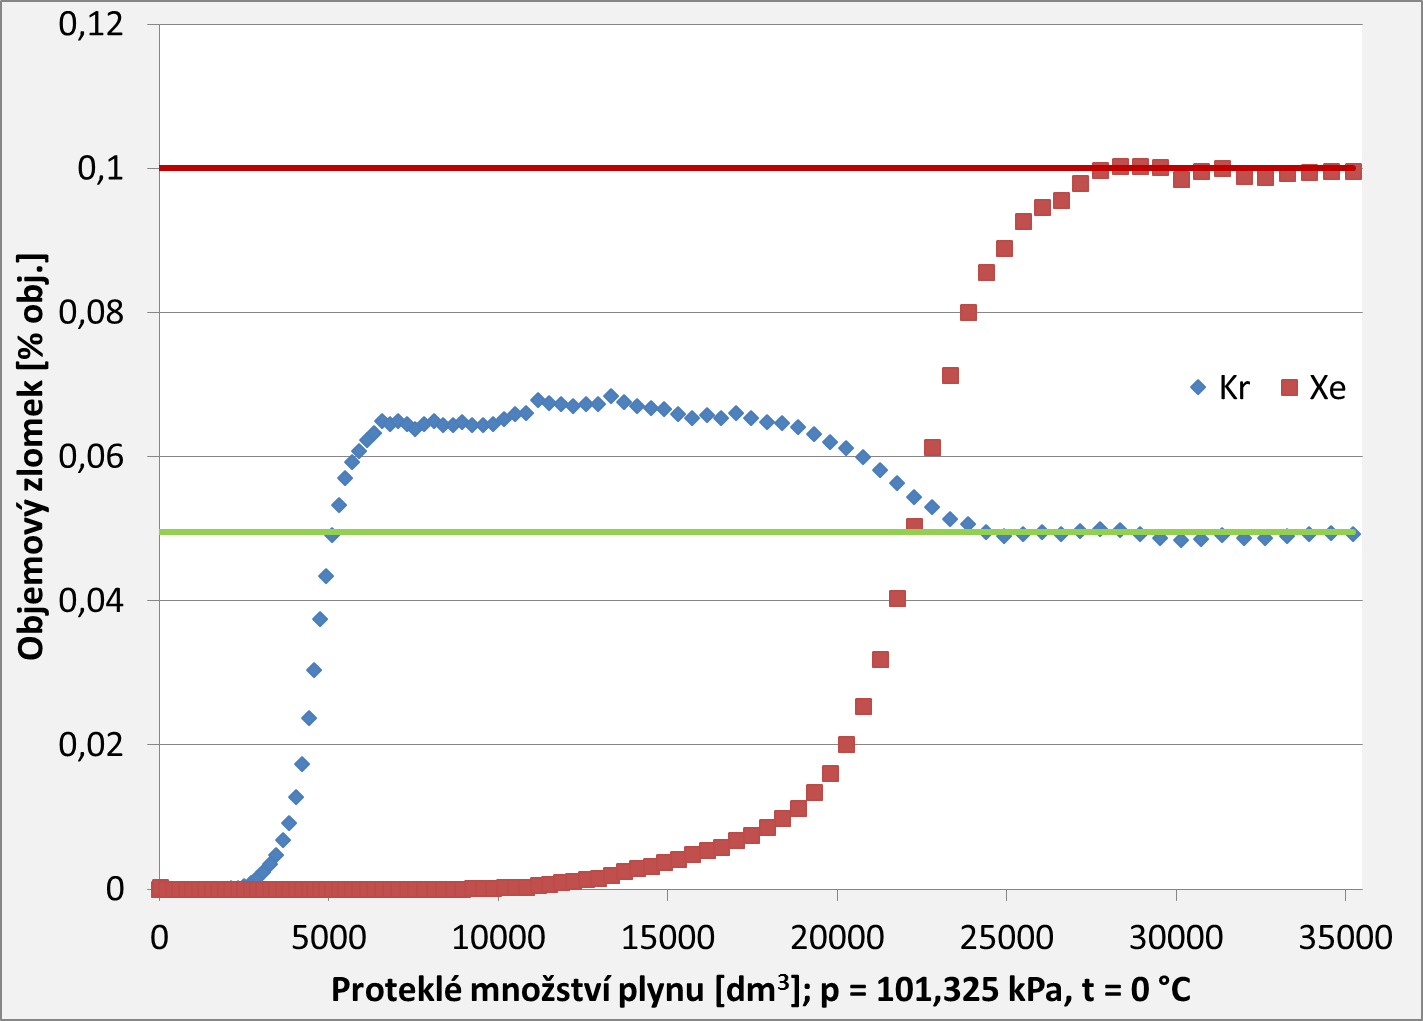 0,12
0,1
0,08
0,06
0,04
0,02
0
Objemový zlomek [% obj.]
Kr
Xe
0 5000 10000 15000 20000 25000 30000 35000
Proteklé množství plynu [dm³]; p = 101,325 kPa, t = 0 °C